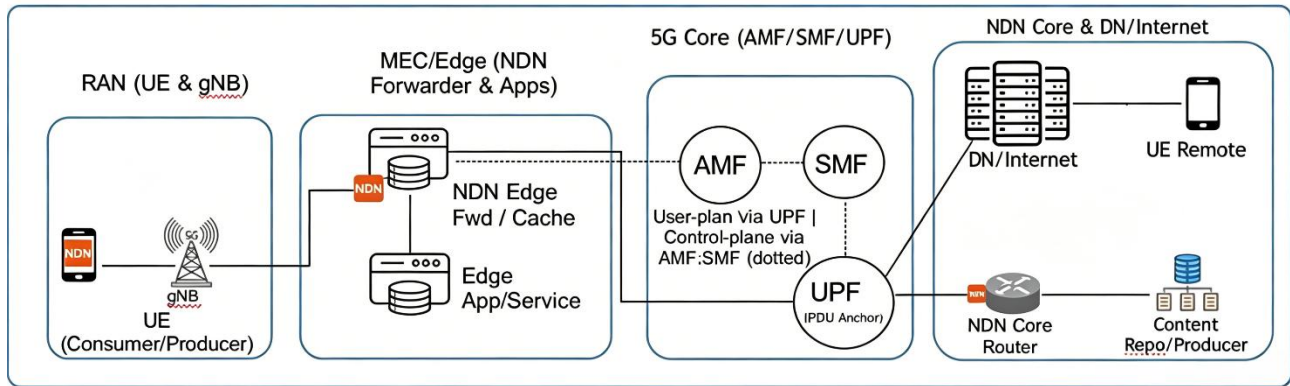 RAN (UE & gNB)
NDN
5G
gNB
UE
(Consumer/Producer)
MEC/Edge (NDN
Forwarder & Apps)
NDN
NDN Edge
Fwd / Cache
Edge
App/Service
5G Core (AMF/SMF/UPF)
AMF
SMF
User-plan via UPF |
Control-plane via
AMF:SMF (dotted)
UPF
(IPDU Anchor)
NDN Core & DN/Internet
DN/Internet
UE Remote
NDN
NDN Core
Router
Content
Repo/Producer